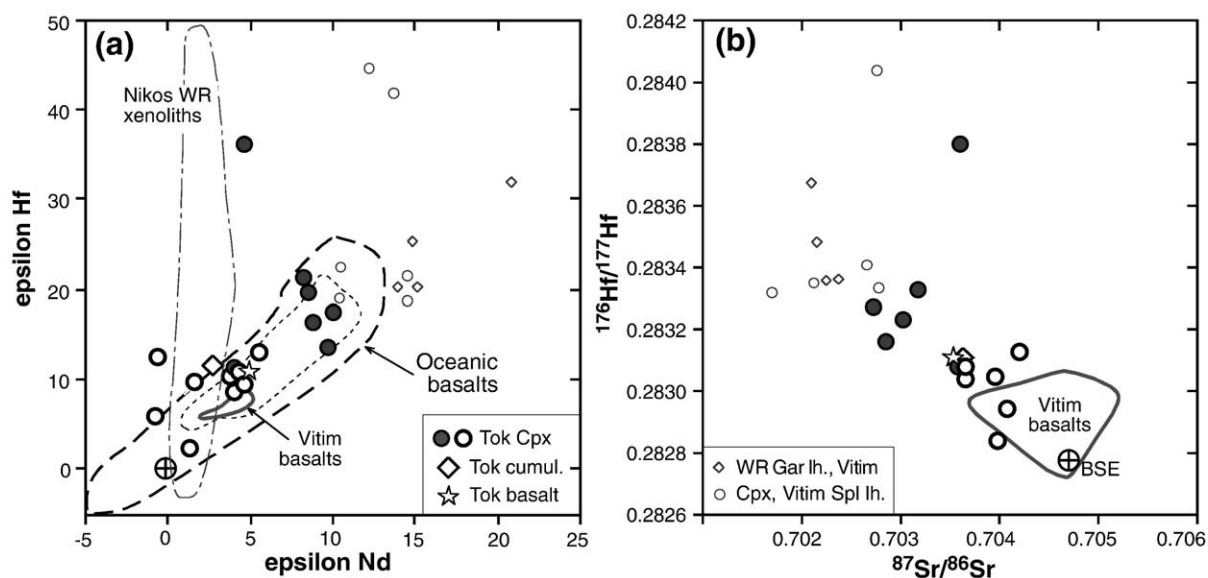 (a)
50
40
30
20
10
0
-5
0
5
10
15
20
25
epsilon Hf
epsilon Nd
Nikos WR
xenoliths
Oceanic
basalts
Vitim
basalts
Tok Cpx
Tok cumul.
Tok basalt
(b)
0.2842
0.2840
0.2838
0.2836
0.2834
0.2832
0.2830
0.2828
0.2826
0.702
0.703
0.704
0.705
0.706
176Hf/177Hf
87Sr/86Sr
Vitim
basalts
BSE
WR Gar lh., Vitim
Cpx, Vitim Spl lh.